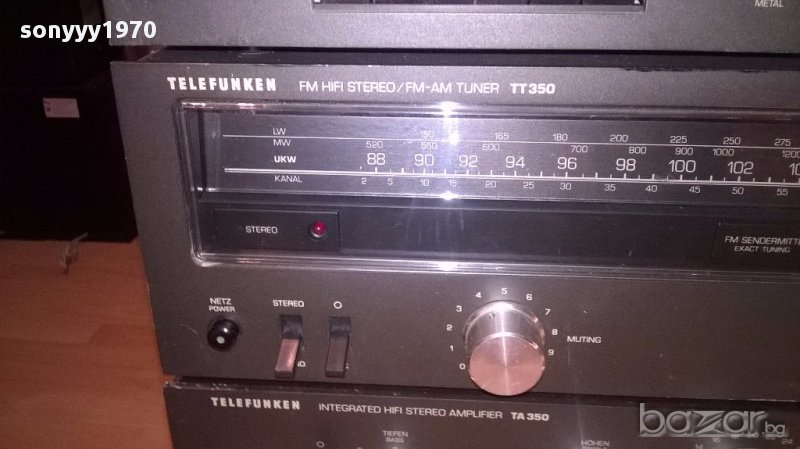 sonyyy1970
METAL
TELEFUNKEN FM HIFI STEREO/FM-AM TUNER TT350
LW 150 165 180 200 225 250 275
MW 520 550 600 700 800 900 1000 1200
UKW 88 90 92 94 96 98 100 102
KANAL 2 5 10 15 20 25 30 35 40 45 50 55
STEREO
FM SENDERMITTE
EXACT TUNING
NETZ
POWER
STEREO
0 1 2 3 4 5 6 7 8 9
MUTING
TELEFUNKEN INTEGRATED HIFI STEREO AMPLIFIER TA350
TIEFEN
BASS
HÖHEN
bazar.bg